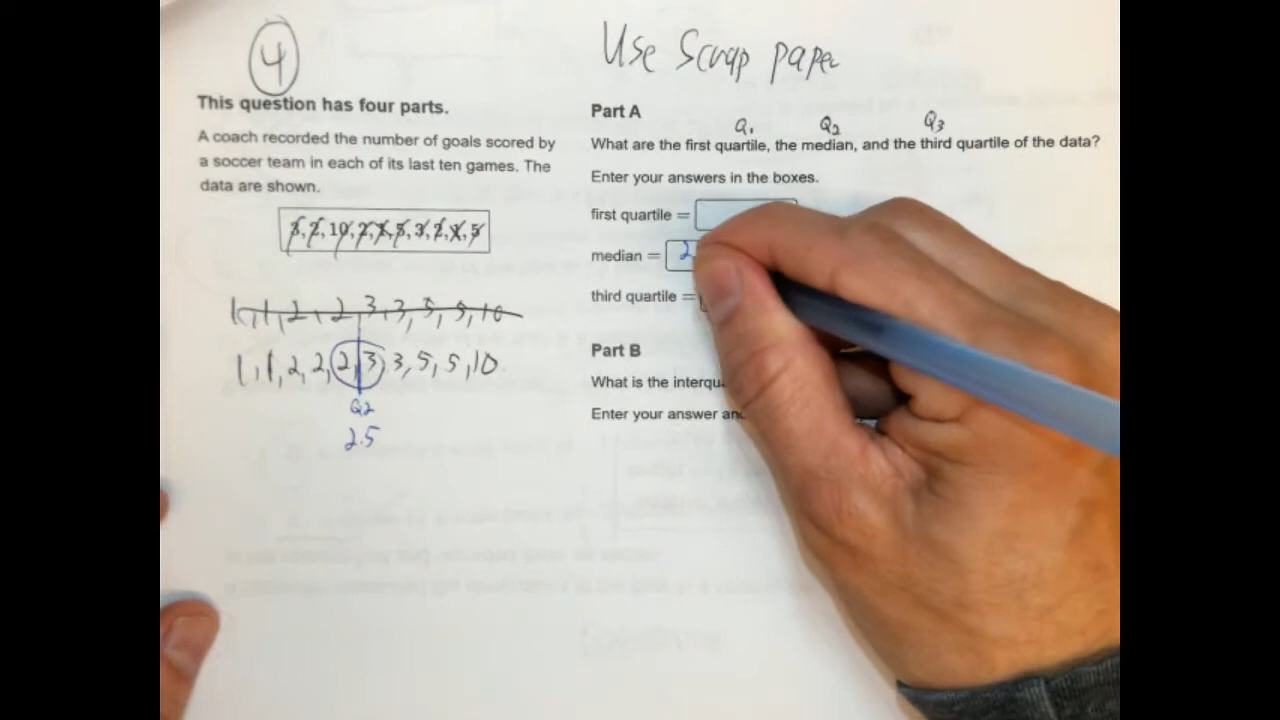 4
Use Scrap paper
This question has four parts.
A coach recorded the number of goals scored by
a soccer team in each of its last ten games. The
data are shown.
3, 2, 10, 2, 1, 5, 3, 2, 1, 5
1, 1, 2, 2, 3, 3, 5, 5, 10
1, 1, 2, 2, 2, 3, 3, 5, 5, 10
Q2
2.5
Part A
Q1 Q2 Q3
What are the first quartile, the median, and the third quartile of the data?
Enter your answers in the boxes.
first quartile =
median = 2
third quartile =
Part B
What is the interqu
Enter your answer an